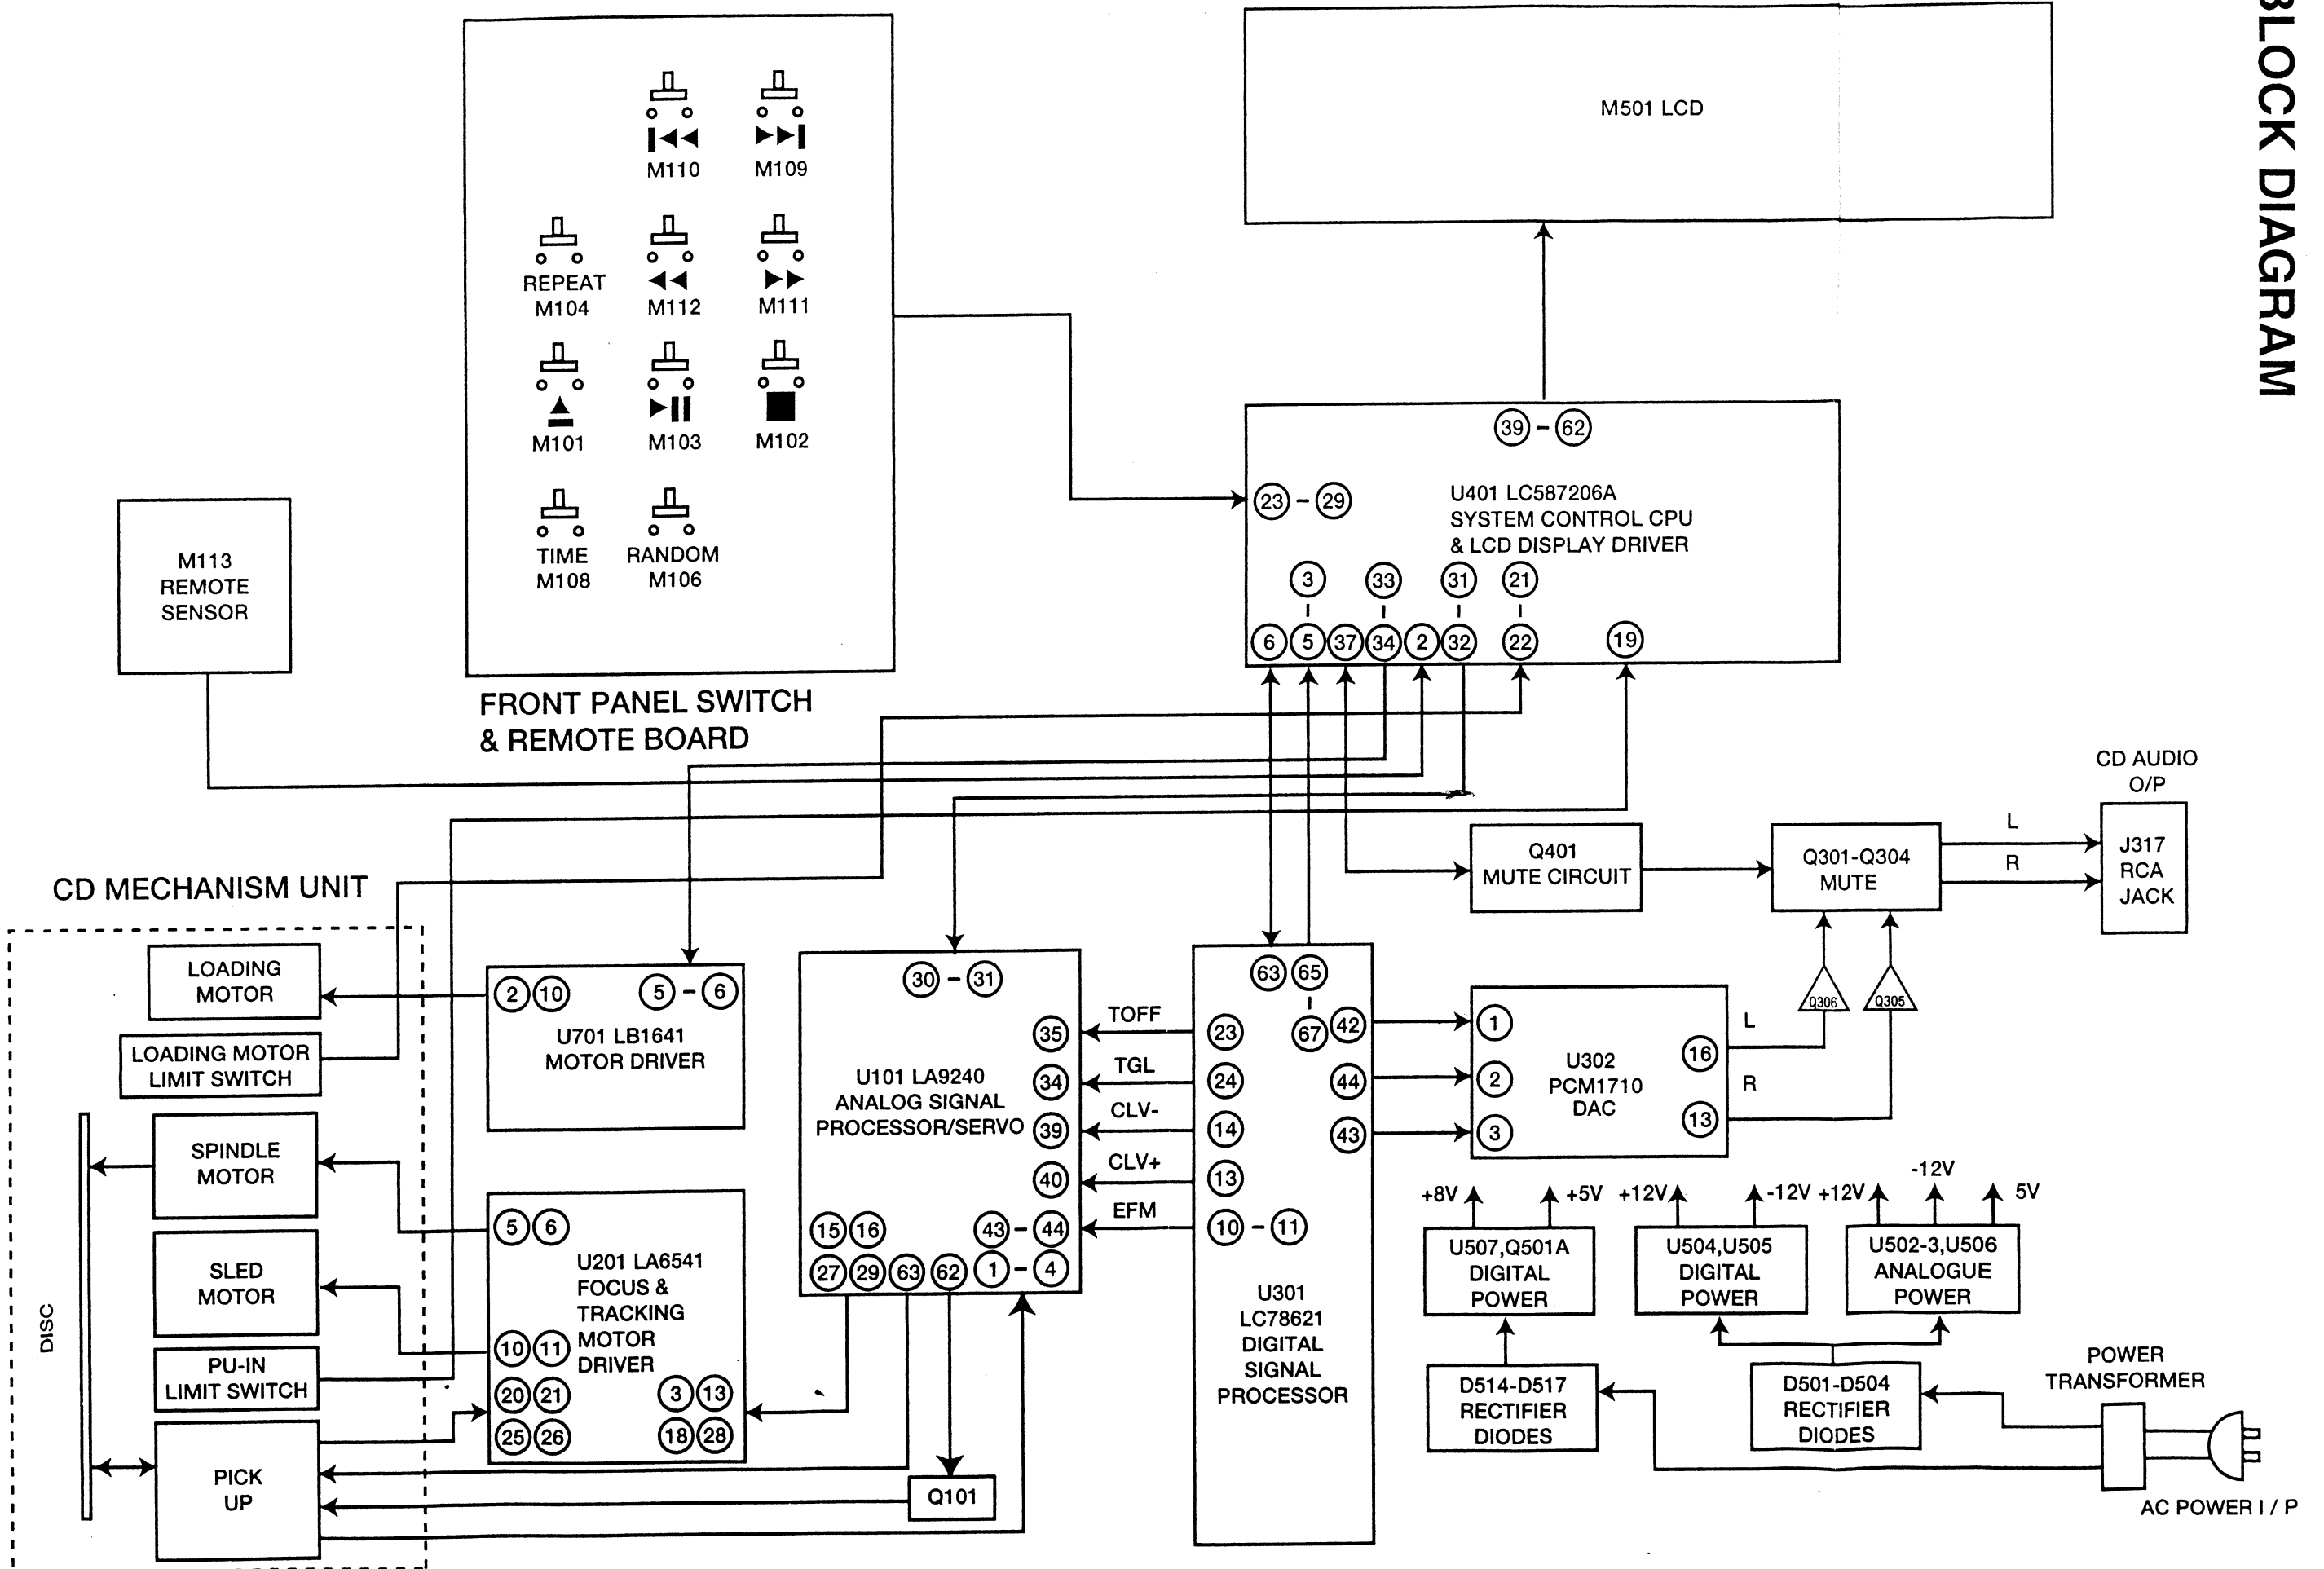 BLOCK DIAGRAM
M501 LCD
M110
M109
REPEAT
M104
M112
M111
M101
M103
M102
TIME
M108
RANDOM
M106
FRONT PANEL SWITCH
& REMOTE BOARD
M113
REMOTE
SENSOR
39 - 62
23 - 29
U401 LC587206A
SYSTEM CONTROL CPU
& LCD DISPLAY DRIVER
3 33 31 21
6 5 37 34 2 32 22 19
CD AUDIO
O/P
J317
RCA
JACK
L
R
Q401
MUTE CIRCUIT
Q301-Q304
MUTE
Q306
Q305
CD MECHANISM UNIT
LOADING
MOTOR
LOADING MOTOR
LIMIT SWITCH
SPINDLE
MOTOR
SLED
MOTOR
PU-IN
LIMIT SWITCH
PICK
UP
DISC
2 10 5 - 6
U701 LB1641
MOTOR DRIVER
5 6
U201 LA6541
FOCUS &
TRACKING
MOTOR
DRIVER
10 11
20 21 3 13
25 26 18 28
30 - 31
35
34
39
40
U101 LA9240
ANALOG SIGNAL
PROCESSOR/SERVO
15 16 43 - 44
27 29 63 62 1 - 4
Q101
TOFF
TGL
CLV-
CLV+
EFM
63 65
67 42
23
24 44
14 43
13
10 - 11
U301
LC78621
DIGITAL
SIGNAL
PROCESSOR
1
2
3
U302
PCM1710
DAC
16
13
L
R
+8V
+5V
+12V
-12V
+12V
-12V
5V
U507,Q501A
DIGITAL
POWER
U504,U505
DIGITAL
POWER
U502-3,U506
ANALOGUE
POWER
D514-D517
RECTIFIER
DIODES
D501-D504
RECTIFIER
DIODES
POWER
TRANSFORMER
AC POWER I / P